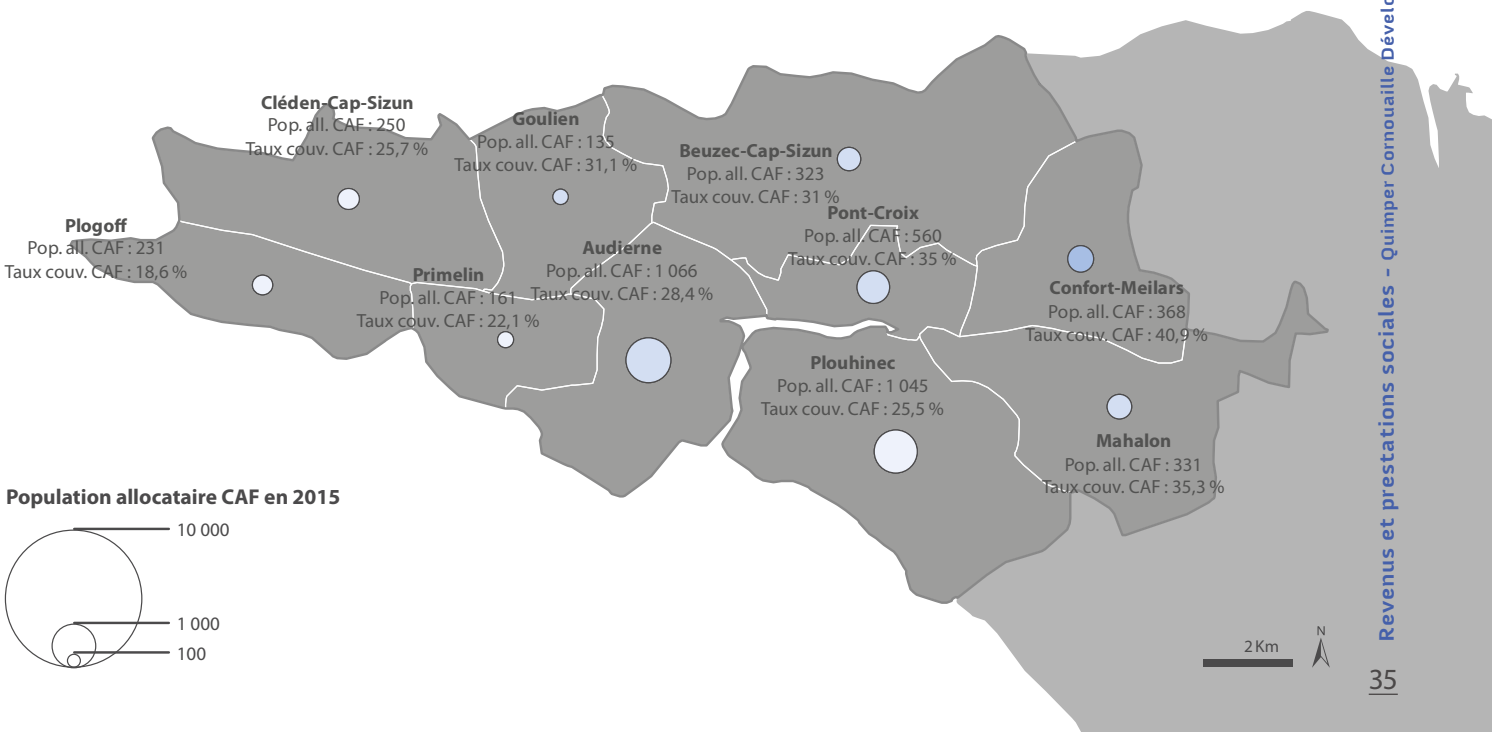 Cléden-Cap-Sizun
Pop. all. CAF : 250
Taux couv. CAF : 25,7 %
Goulien
Pop. all. CAF : 135
Taux couv. CAF : 31,1 %
Beuzec-Cap-Sizun
Pop. all. CAF : 323
Taux couv. CAF : 31 %
Plogoff
Pop. all. CAF : 231
Taux couv. CAF : 18,6 %
Pont-Croix
Pop. all. CAF : 560
Taux couv. CAF : 35 %
Audierne
Pop. all. CAF : 1 066
Taux couv. CAF : 28,4 %
Primelin
Pop. all. CAF : 161
Taux couv. CAF : 22,1 %
Confort-Meilars
Pop. all. CAF : 368
Taux couv. CAF : 40,9 %
Plouhinec
Pop. all. CAF : 1 045
Taux couv. CAF : 25,5 %
Mahalon
Pop. all. CAF : 331
Taux couv. CAF : 35,3 %
Population allocataire CAF en 2015
10 000
1 000
100
2 Km
N
Revenus et prestations sociales - Quimper Cornouaille Dévelo
35